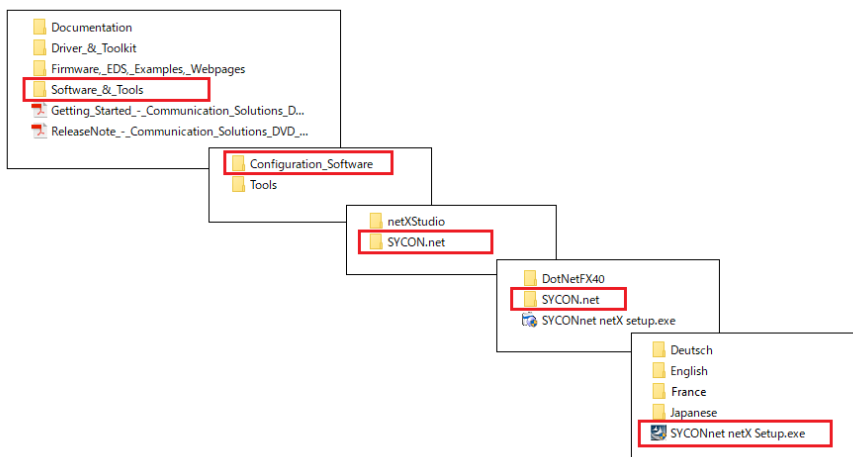 Documentation
Driver_&_Toolkit
Firmware,_EDS,_Examples,_Webpages
Software_&_Tools
Getting_Started_-_Communication_Solutions_D...
ReleaseNote_-_Communication_Solutions_DVD_...
Configuration_Software
Tools
netXStudio
SYCON.net
DotNetFX40
SYCON.net
SYCONnet netX setup.exe
Deutsch
English
France
Japanese
SYCONnet netX Setup.exe